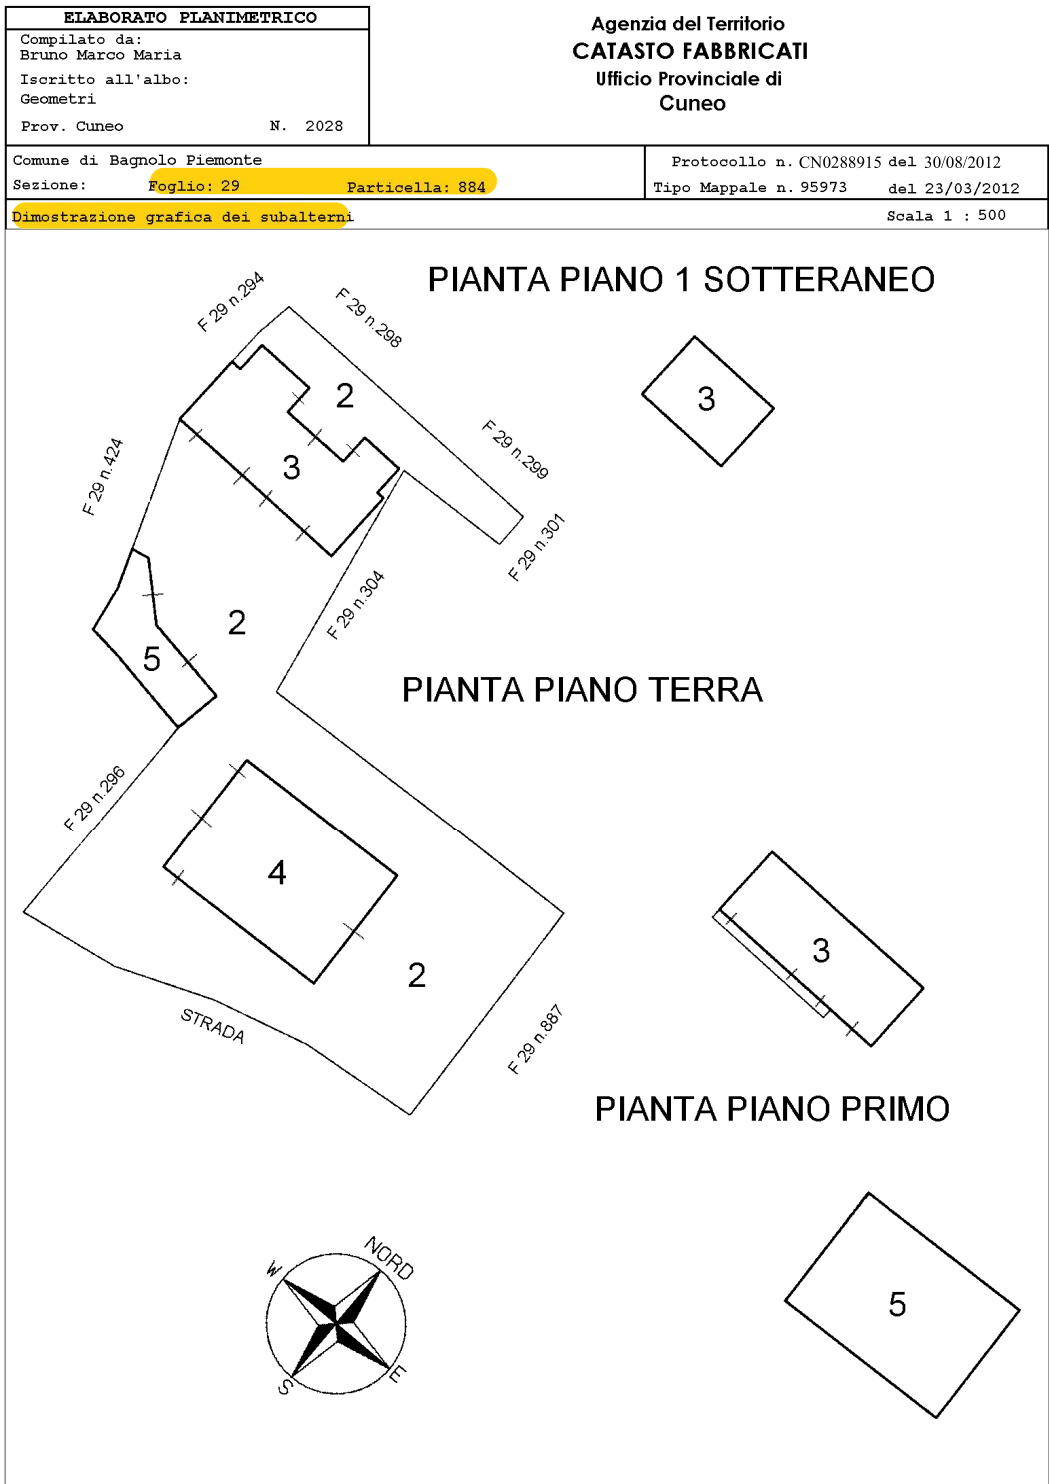 ELABORATO PLANIMETRICO
Compilato da:
Bruno Marco Maria
Iscritto all'albo:
Geometri
Prov. Cuneo N. 2028
Agenzia del Territorio
CATASTO FABBRICATI
Ufficio Provinciale di
Cuneo
Comune di Bagnolo Piemonte
Sezione: Foglio: 29 Particella: 884
Protocollo n. CN0288915 del 30/08/2012
Tipo Mappale n. 95973 del 23/03/2012
Dimostrazione grafica dei subalterni
Scala 1 : 500
PIANTA PIANO 1 SOTTERANEO
F 29 n.294
F 29 n.298
2
3
3
F 29 n.424
F 29 n.299
F 29 n.301
F 29 n.304
2
5
PIANTA PIANO TERRA
F 29 n.296
4
2
3
STRADA
F 29 n.887
PIANTA PIANO PRIMO
NORD
W
S
E
5